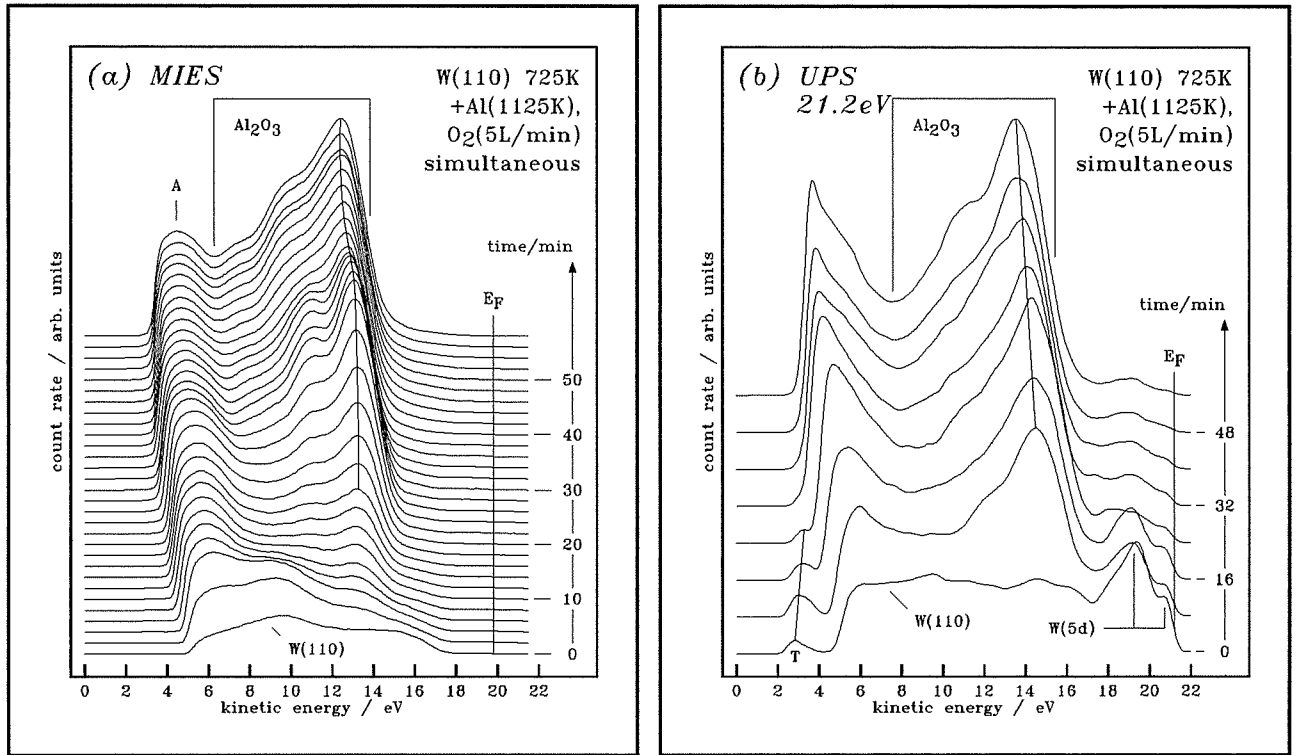 (a) MIES
W(110) 725K
+Al(1125K),
O2(5L/min)
simultaneous
Al2O3
A
time/min
EF
50
40
30
20
10
0
W(110)
count rate / arb. units
0 2 4 6 8 10 12 14 16 18 20 22
kinetic energy / eV
(b) UPS
21.2eV
W(110) 725K
+Al(1125K),
O2(5L/min)
simultaneous
Al2O3
time/min
EF
48
32
16
0
W(110)
W(5d)
T
count rate / arb. units
0 2 4 6 8 10 12 14 16 18 20 22
kinetic energy / eV